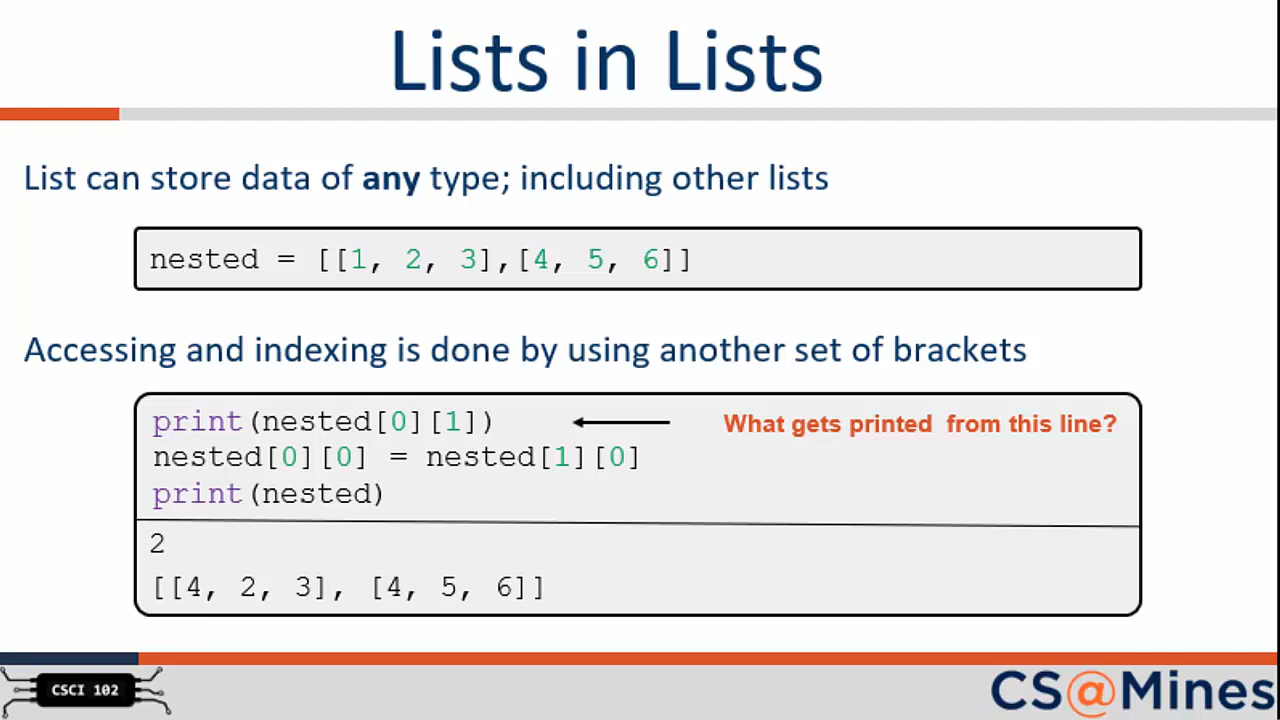 Lists in Lists
List can store data of any type; including other lists
nested = [[1, 2, 3],[4, 5, 6]]
Accessing and indexing is done by using another set of brackets
print(nested[0][1]) What gets printed from this line?
nested[0][0] = nested[1][0]
print(nested)
2
[[4, 2, 3], [4, 5, 6]]
CSCI 102
CS@Mines